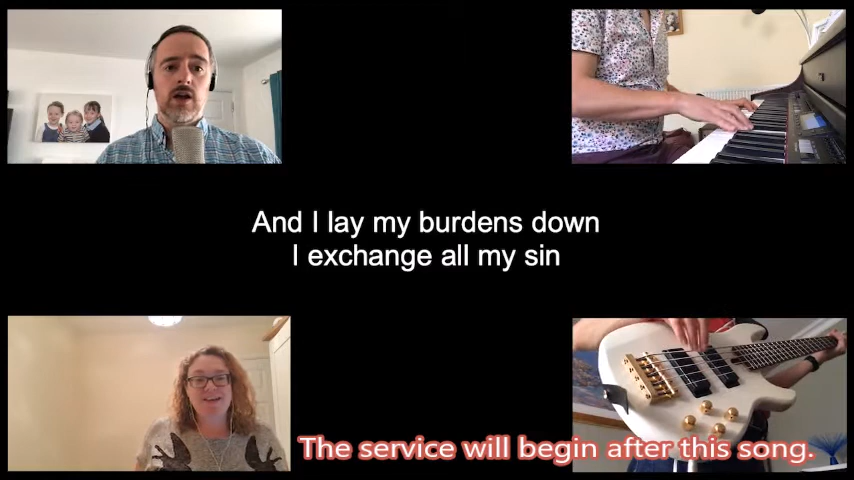 And I lay my burdens down
I exchange all my sin
The service will begin after this song.